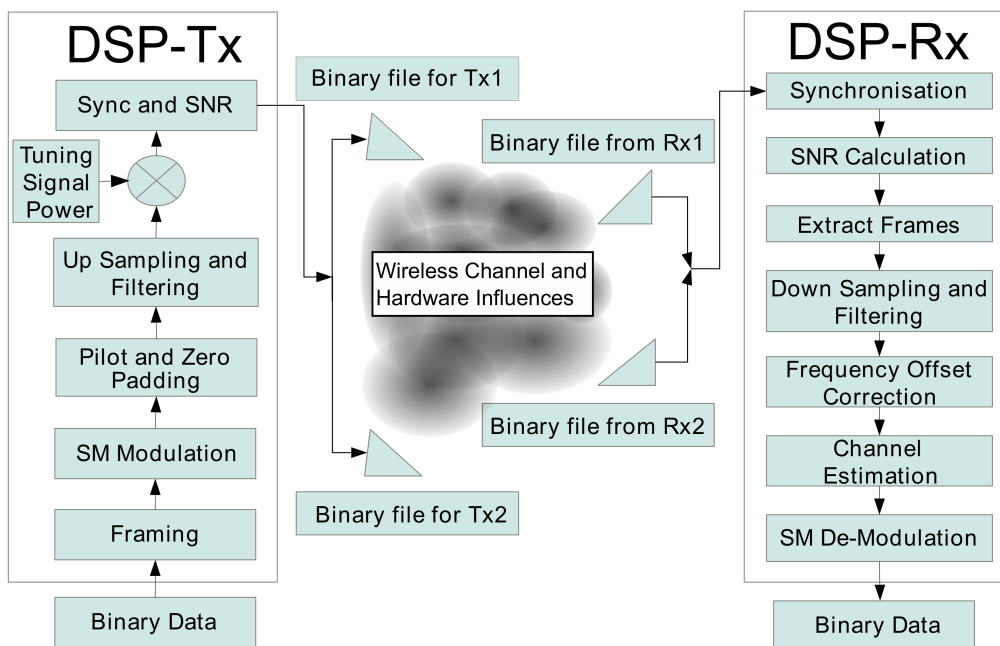 DSP-Tx
Sync and SNR
Tuning
Signal
Power
Up Sampling and
Filtering
Pilot and Zero
Padding
SM Modulation
Framing
Binary Data
Binary file for Tx1
Binary file from Rx1
Wireless Channel and
Hardware Influences
Binary file from Rx2
Binary file for Tx2
DSP-Rx
Synchronisation
SNR Calculation
Extract Frames
Down Sampling and
Filtering
Frequency Offset
Correction
Channel
Estimation
SM De-Modulation
Binary Data